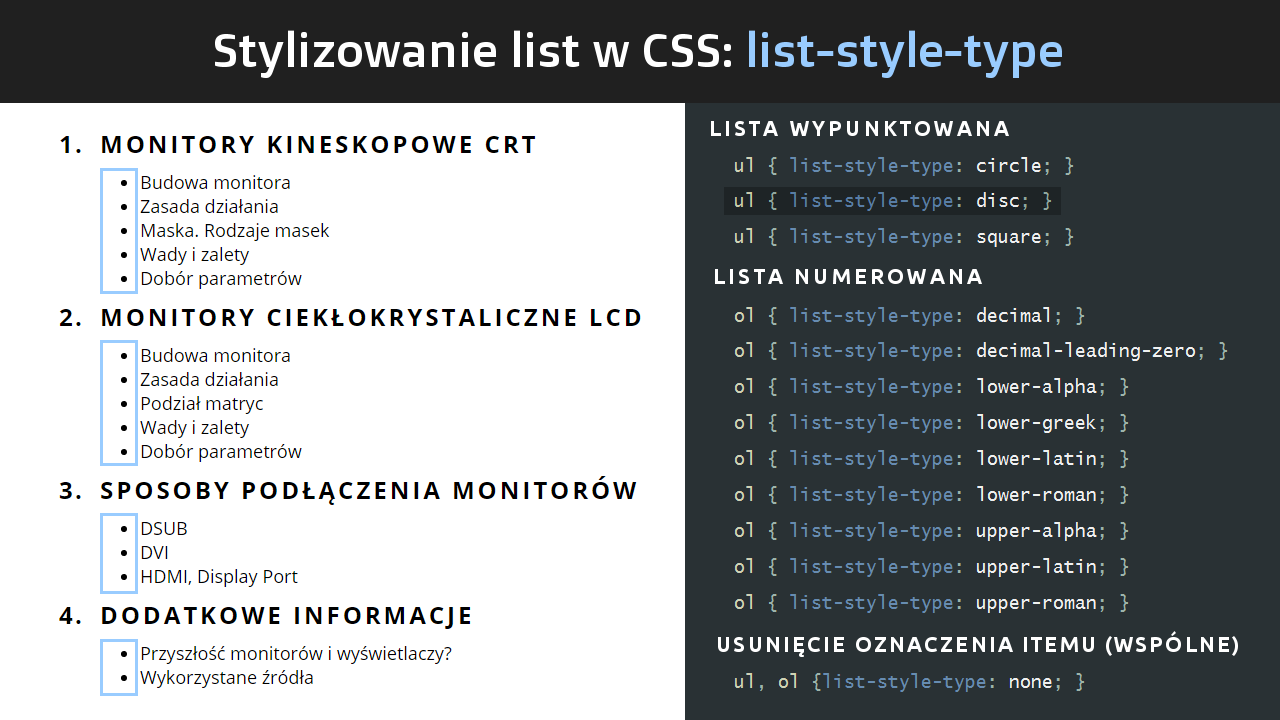 Stylizowanie list w CSS: list-style-type
1. MONITORY KINESKOPOWE CRT
• Budowa monitora
• Zasada działania
• Maska. Rodzaje masek
• Wady i zalety
• Dobór parametrów
2. MONITORY CIEKŁOKRYSTALICZNE LCD
• Budowa monitora
• Zasada działania
• Podział matryc
• Wady i zalety
• Dobór parametrów
3. SPOSOBY PODŁĄCZENIA MONITORÓW
• DSUB
• DVI
• HDMI, Display Port
4. DODATKOWE INFORMACJE
• Przyszłość monitorów i wyświetlaczy?
• Wykorzystane źródła
LISTA WYPUNKTOWANA
ul { list-style-type: circle; }
ul { list-style-type: disc; }
ul { list-style-type: square; }
LISTA NUMEROWANA
ol { list-style-type: decimal; }
ol { list-style-type: decimal-leading-zero; }
ol { list-style-type: lower-alpha; }
ol { list-style-type: lower-greek; }
ol { list-style-type: lower-latin; }
ol { list-style-type: lower-roman; }
ol { list-style-type: upper-alpha; }
ol { list-style-type: upper-latin; }
ol { list-style-type: upper-roman; }
USUNIĘCIE OZNACZENIA ITEMU (WSPÓLNE)
ul, ol {list-style-type: none; }